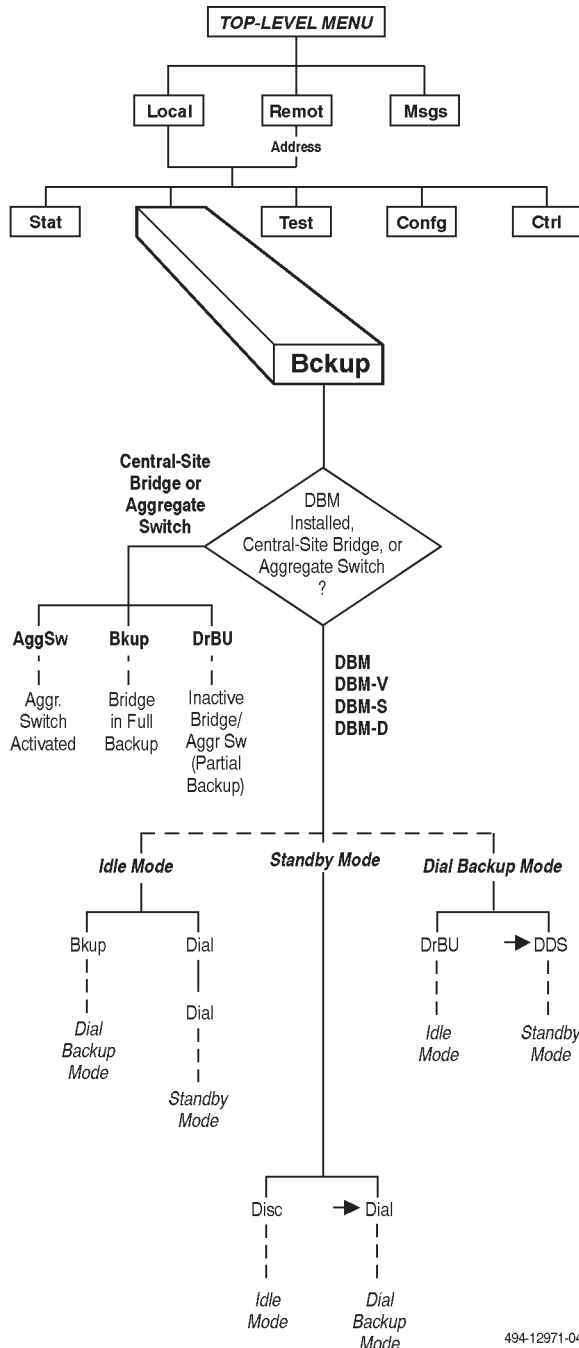 TOP-LEVEL MENU
Local
Remot
Msgs
Address
Stat
Test
Confg
Ctrl
Bckup
Central-Site
Bridge or
Aggregate
Switch
DBM
Installed,
Central-Site Bridge, or
Aggregate Switch
?
AggSw
Bkup
DrBU
Aggr.
Switch
Activated
Bridge
in Full
Backup
Inactive
Bridge/
Aggr Sw
(Partial
Backup)
DBM
DBM-V
DBM-S
DBM-D
Idle Mode
Standby Mode
Dial Backup Mode
Bkup
Dial
Dial
Backup
Mode
Dial
Standby
Mode
DrBU
DDS
Idle
Mode
Standby
Mode
Disc
Dial
Idle
Mode
Dial
Backup
Mode
494-12971-04